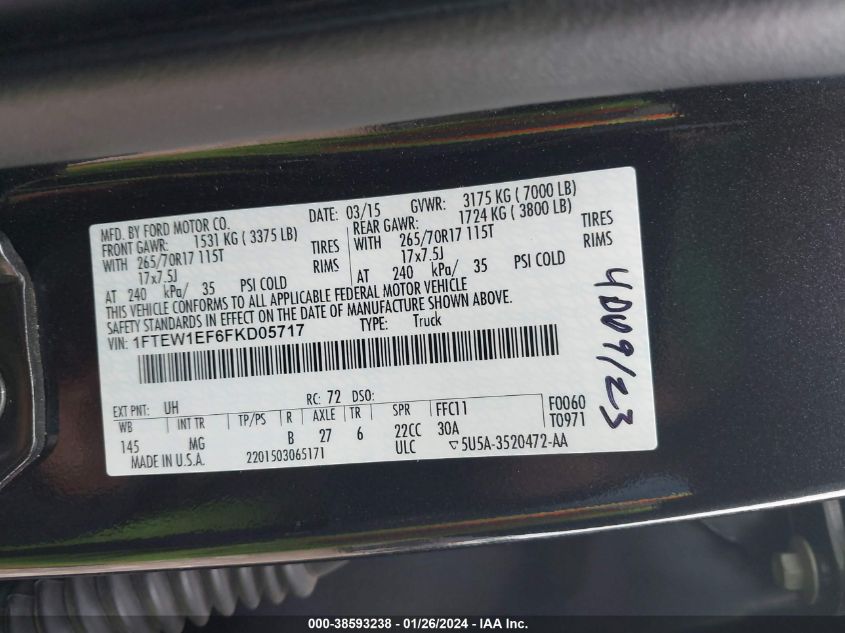 MFD. BY FORD MOTOR CO.
DATE: 03/15 GVWR: 3175 KG ( 7000 LB)
FRONT GAWR: 1531 KG ( 3375 LB)
WITH 265/70R17 115T TIRES
17x7.5J RIMS
AT 240 kPa/ 35 PSI COLD
REAR GAWR: 1724 KG ( 3800 LB)
WITH 265/70R17 115T TIRES
17x7.5J RIMS
AT 240 kPa/ 35 PSI COLD
THIS VEHICLE CONFORMS TO ALL APPLICABLE FEDERAL MOTOR VEHICLE
SAFETY STANDARDS IN EFFECT ON THE DATE OF MANUFACTURE SHOWN ABOVE.
VIN: 1FTEW1EF6FKD05717 TYPE: Truck
EXT PNT: UH RC: 72 DSO:
WB INT TR TP/PS R AXLE TR SPR FFC11 F0060
145 MG B 27 6 22CC 30A T0971
ULC ▽5U5A-3520472-AA
MADE IN U.S.A. 2201503065171
000-38593238 - 01/26/2024 - IAA Inc.